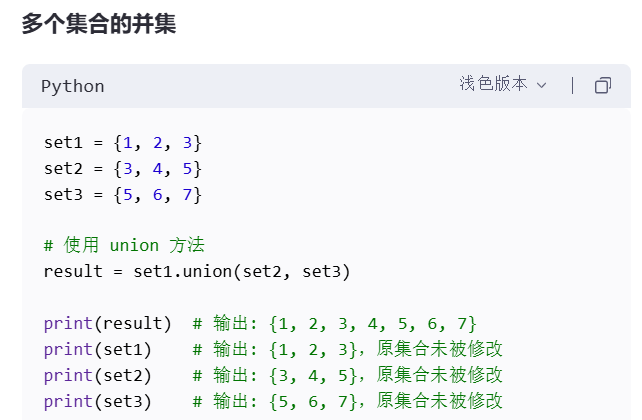 多个集合的并集
Python 浅色版本
set1 = {1, 2, 3}
set2 = {3, 4, 5}
set3 = {5, 6, 7}
# 使用 union 方法
result = set1.union(set2, set3)
print(result)  # 输出: {1, 2, 3, 4, 5, 6, 7}
print(set1)    # 输出: {1, 2, 3}，原集合未被修改
print(set2)    # 输出: {3, 4, 5}，原集合未被修改
print(set3)    # 输出: {5, 6, 7}，原集合未被修改